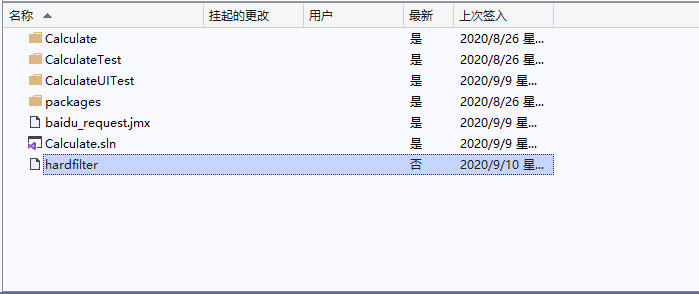 名称 挂起的更改 用户 最新 上次签入
Calculate 是 2020/8/26 星...
CalculateTest 是 2020/8/26 星...
CalculateUITest 是 2020/9/9 星...
packages 是 2020/8/26 星...
baidu_request.jmx 是 2020/9/9 星...
Calculate.sln 是 2020/9/9 星...
hardfilter 否 2020/9/10 星...